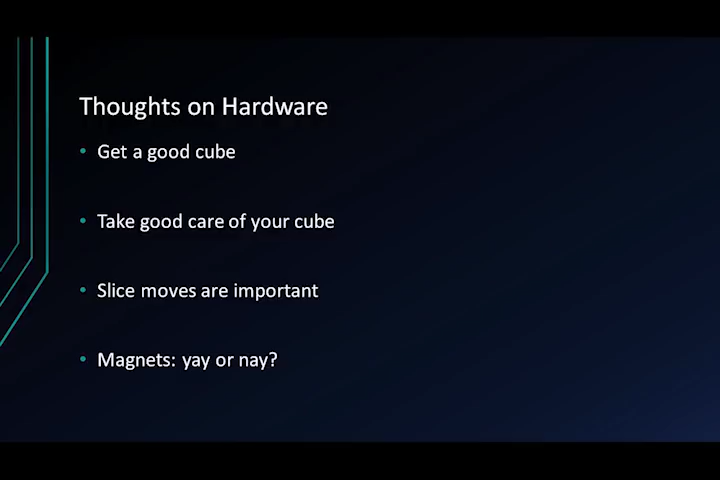 Thoughts on Hardware
• Get a good cube
• Take good care of your cube
• Slice moves are important
• Magnets: yay or nay?